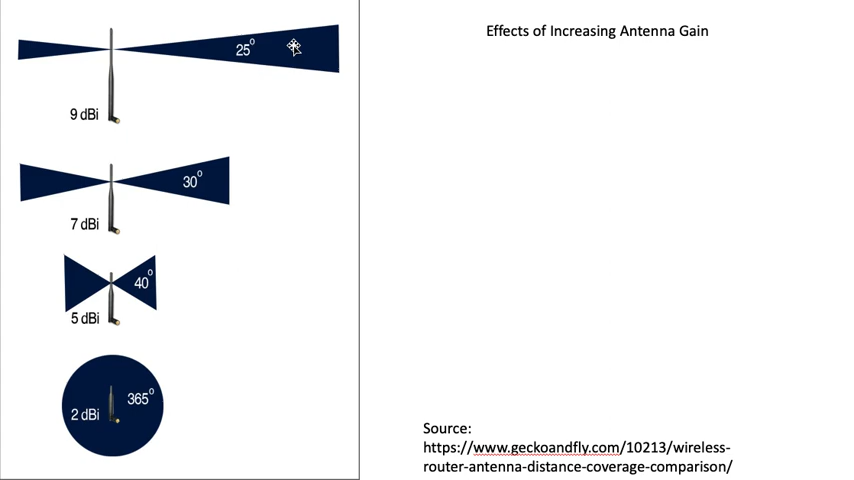 Effects of Increasing Antenna Gain
25°
9 dBi
30°
7 dBi
40°
5 dBi
365°
2 dBi
Source:
https://www.geckoandfly.com/10213/wireless-
router-antenna-distance-coverage-comparison/